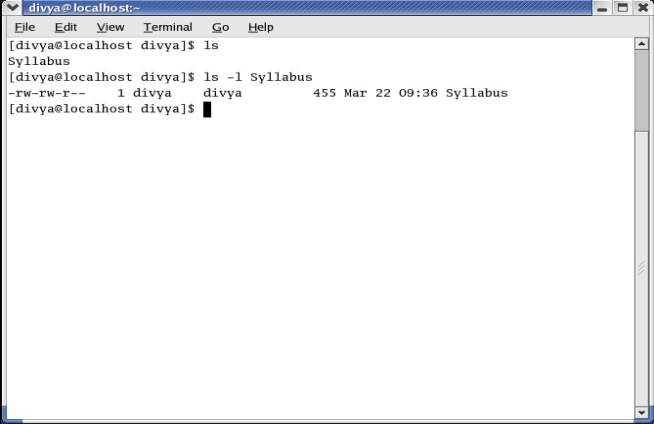 divya@localhost:~
File Edit View Terminal Go Help
[divya@localhost divya]$ ls
Syllabus
[divya@localhost divya]$ ls -l Syllabus
-rw-rw-r-- 1 divya divya 455 Mar 22 09:36 Syllabus
[divya@localhost divya]$